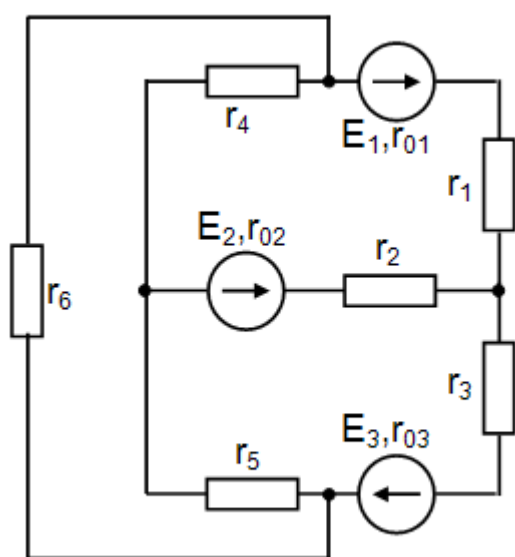 r₄
E₁,r₀₁
r₁
E₂,r₀₂
r₂
r₆
r₃
E₃,r₀₃
r₅